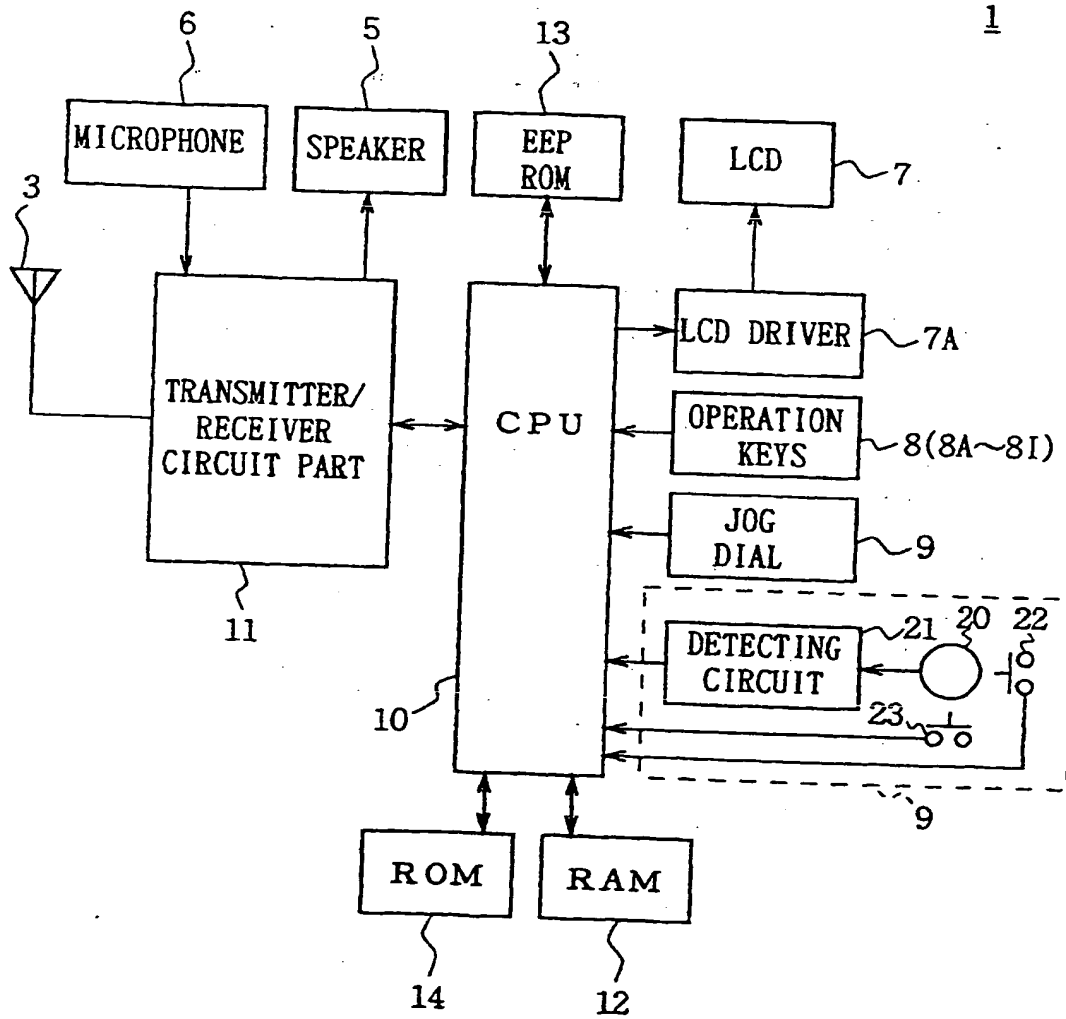 1
6
5
13
MICROPHONE
SPEAKER
EEP
ROM
LCD
7
3
LCD DRIVER
7A
TRANSMITTER/
RECEIVER
CIRCUIT PART
CPU
OPERATION
KEYS
8(8A～8I)
JOG
DIAL
9
11
21
20
22
DETECTING
CIRCUIT
10
23
9
ROM
RAM
14
12